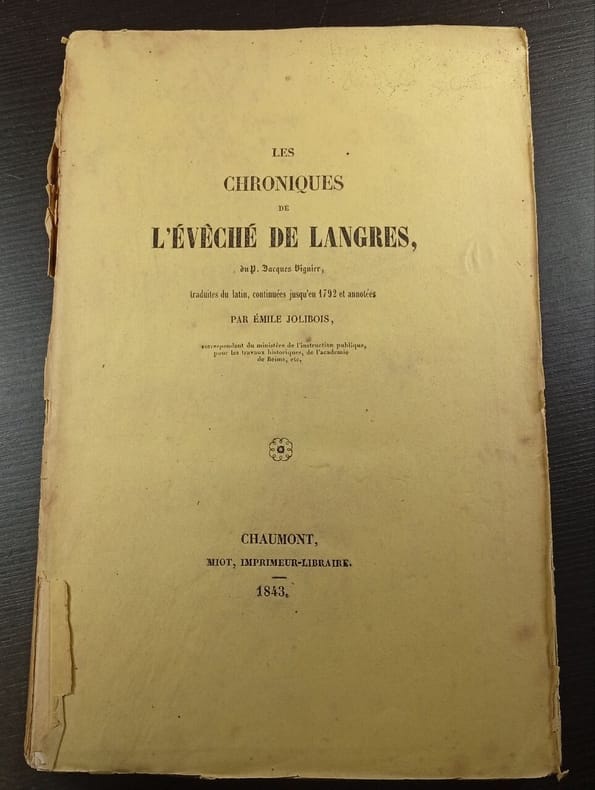 LES
CHRONIQUES
DE
L'ÉVÊCHÉ DE LANGRES,
du P. Jacques Vignier,
traduites du latin, continuées jusqu'en 1792 et annotées
PAR ÉMILE JOLIBOIS,
correspondant du ministère de l'instruction publique,
pour les travaux historiques, de l'académie
de Reims, etc.
CHAUMONT,
MIOT, IMPRIMEUR-LIBRAIRE.
1843.